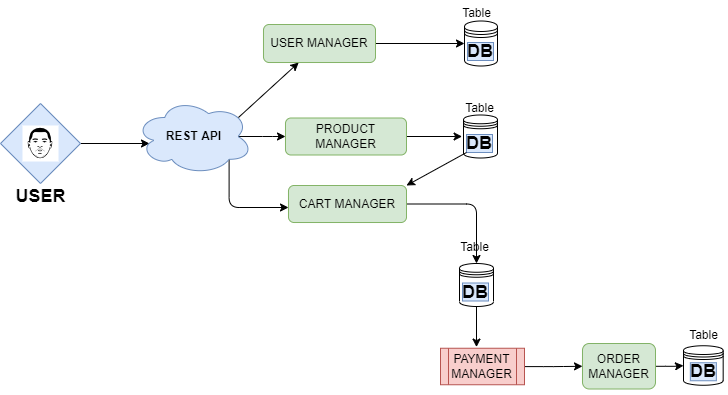 Table
USER MANAGER
DB
Table
REST API
PRODUCT
MANAGER
DB
USER
CART MANAGER
Table
DB
Table
PAYMENT
MANAGER
ORDER
MANAGER
DB